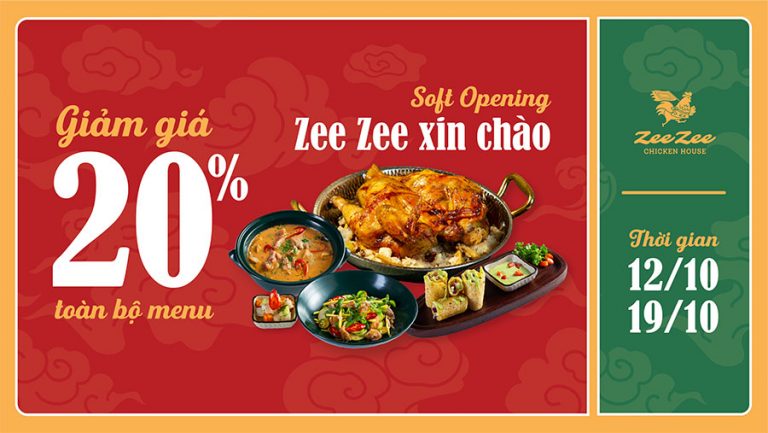 Giảm giá
20%
toàn bộ menu
Soft Opening
Zee Zee xin chào
ZeeZee
CHICKEN HOUSE
Thời gian
12/10
19/10